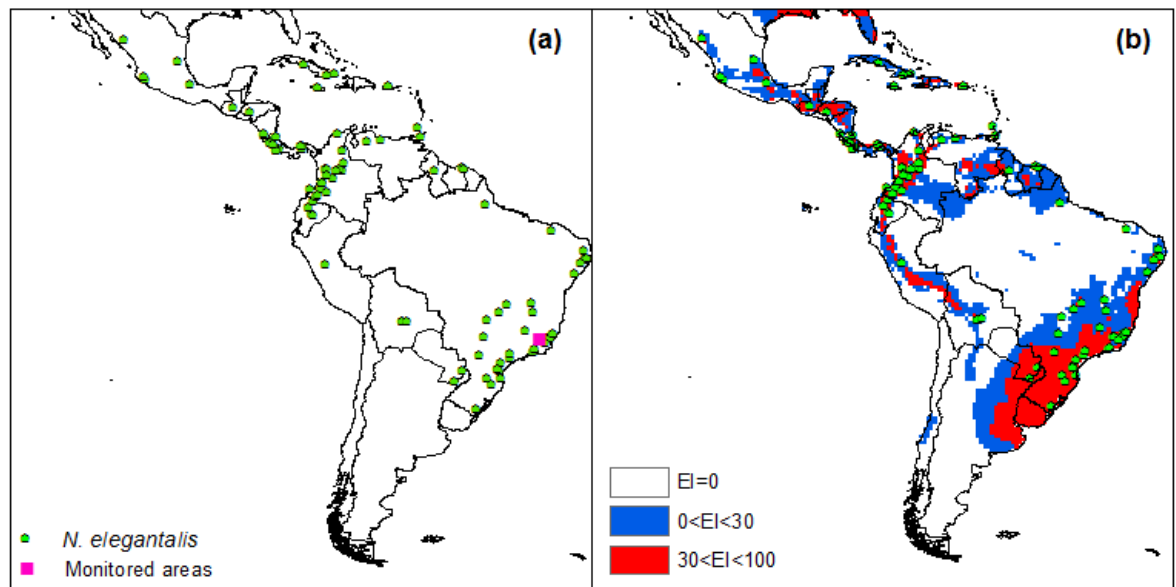 (a)
N. elegantalis
Monitored areas
(b)
EI=0
0<EI<30
30<EI<100